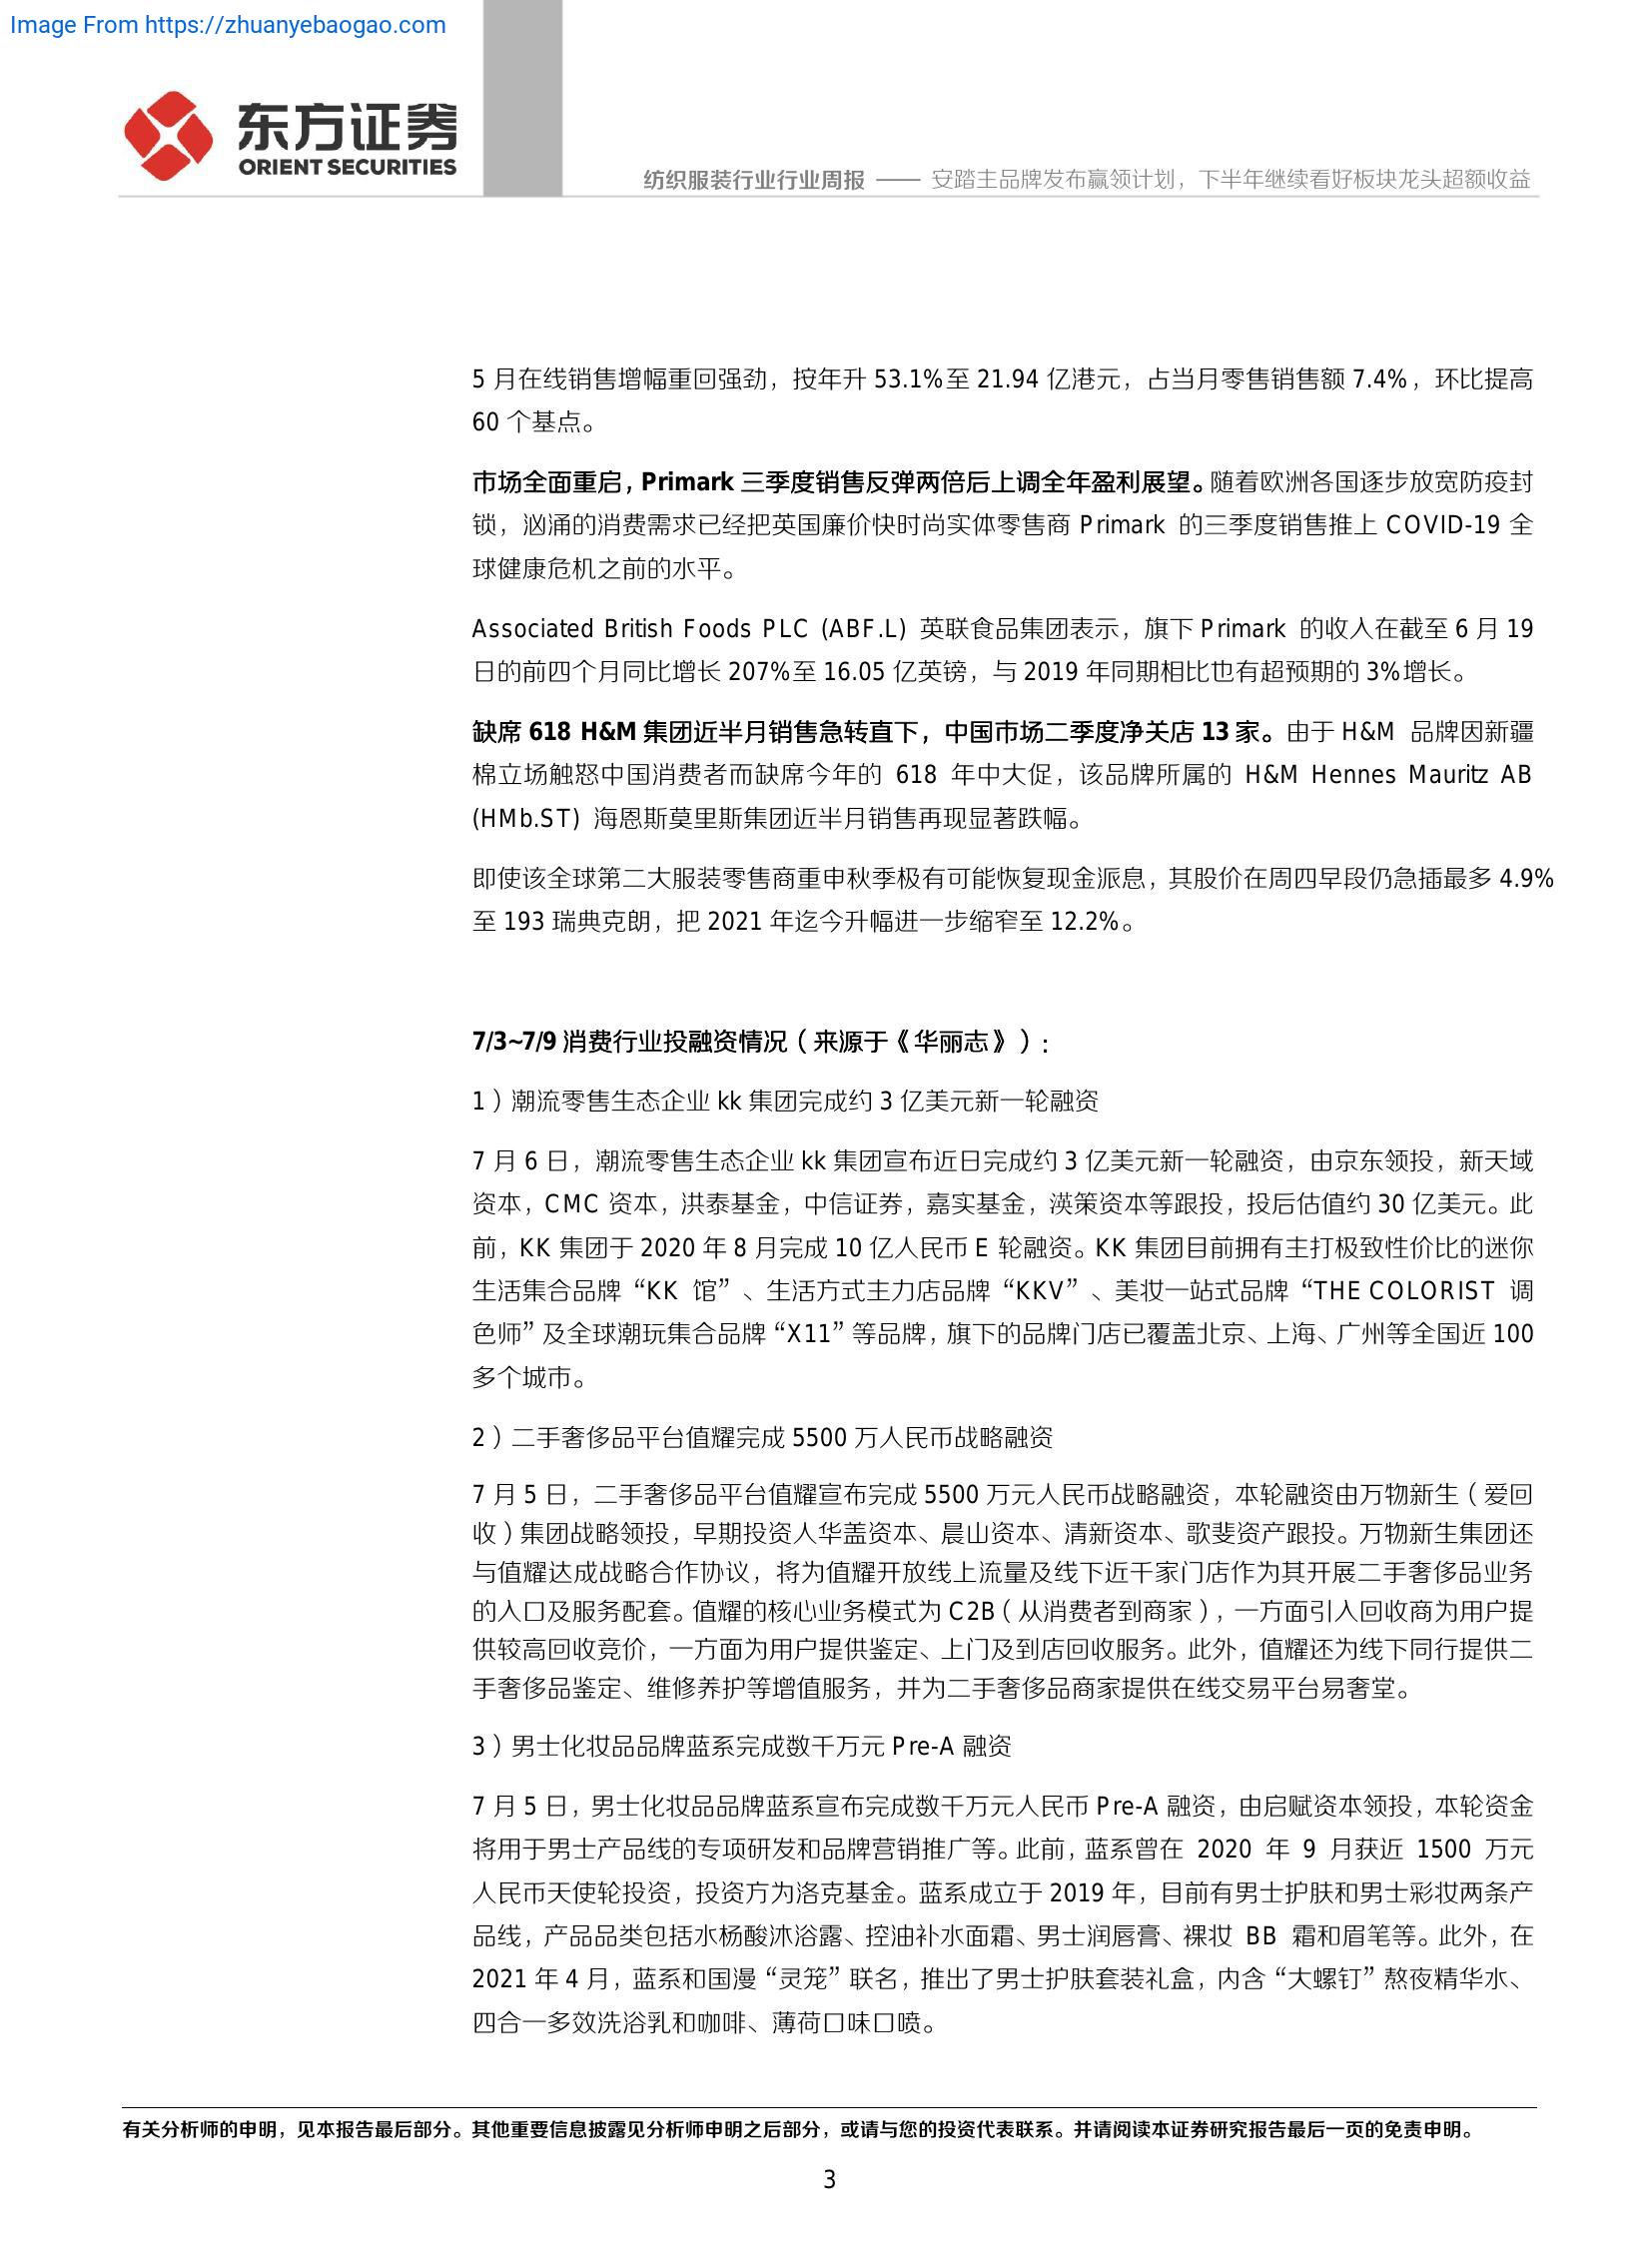 Image From https://zhuanyebaogao.com
东方证券
ORIENT SECURITIES
纺织服装行业行业周报 —— 安踏主品牌发布赢领计划，下半年继续看好板块龙头超额收益
5 月在线销售增幅重回强劲，按年升 53.1%至 21.94 亿港元，占当月零售销售额 7.4%，环比提高
60 个基点。
市场全面重启，Primark 三季度销售反弹两倍后上调全年盈利展望。随着欧洲各国逐步放宽防疫封
锁，汹涌的消费需求已经把英国廉价快时尚实体零售商 Primark 的三季度销售推上 COVID-19 全
球健康危机之前的水平。
Associated British Foods PLC (ABF.L) 英联食品集团表示，旗下 Primark 的收入在截至 6 月 19
日的前四个月同比增长 207%至 16.05 亿英镑，与 2019 年同期相比也有超预期的 3%增长。
缺席 618 H&M 集团近半月销售急转直下，中国市场二季度净关店 13 家。由于 H&M 品牌因新疆
棉立场触怒中国消费者而缺席今年的 618 年中大促，该品牌所属的 H&M Hennes Mauritz AB
(HMb.ST) 海恩斯莫里斯集团近半月销售再现显著跌幅。
即使该全球第二大服装零售商重申秋季极有可能恢复现金派息，其股价在周四早段仍急插最多 4.9%
至 193 瑞典克朗，把 2021 年迄今升幅进一步缩窄至 12.2%。
7/3~7/9 消费行业投融资情况（来源于《华丽志》）：
1）潮流零售生态企业 kk 集团完成约 3 亿美元新一轮融资
7 月 6 日，潮流零售生态企业 kk 集团宣布近日完成约 3 亿美元新一轮融资，由京东领投，新天域
资本，CMC 资本，洪泰基金，中信证券，嘉实基金，渶策资本等跟投，投后估值约 30 亿美元。此
前，KK 集团于 2020 年 8 月完成 10 亿人民币 E 轮融资。KK 集团目前拥有主打极致性价比的迷你
生活集合品牌“KK 馆”、生活方式主力店品牌“KKV”、美妆一站式品牌“THE COLORIST 调
色师”及全球潮玩集合品牌“X11”等品牌，旗下的品牌门店已覆盖北京、上海、广州等全国近 100
多个城市。
2）二手奢侈品平台值耀完成 5500 万人民币战略融资
7 月 5 日，二手奢侈品平台值耀宣布完成 5500 万元人民币战略融资，本轮融资由万物新生（爱回
收）集团战略领投，早期投资人华盖资本、晨山资本、清新资本、歌斐资产跟投。万物新生集团还
与值耀达成战略合作协议，将为值耀开放线上流量及线下近千家门店作为其开展二手奢侈品业务
的入口及服务配套。值耀的核心业务模式为 C2B（从消费者到商家），一方面引入回收商为用户提
供较高回收竞价，一方面为用户提供鉴定、上门及到店回收服务。此外，值耀还为线下同行提供二
手奢侈品鉴定、维修养护等增值服务，并为二手奢侈品商家提供在线交易平台易奢堂。
3）男士化妆品品牌蓝系完成数千万元 Pre-A 融资
7 月 5 日，男士化妆品品牌蓝系宣布完成数千万元人民币 Pre-A 融资，由启赋资本领投，本轮资金
将用于男士产品线的专项研发和品牌营销推广等。此前，蓝系曾在 2020 年 9 月获近 1500 万元
人民币天使轮投资，投资方为洛克基金。蓝系成立于 2019 年，目前有男士护肤和男士彩妆两条产
品线，产品品类包括水杨酸沐浴露、控油补水面霜、男士润唇膏、裸妆 BB 霜和眉笔等。此外，在
2021 年 4 月，蓝系和国漫“灵笼”联名，推出了男士护肤套装礼盒，内含“大螺钉”熬夜精华水、
四合一多效洗浴乳和咖啡、薄荷口味口喷。
有关分析师的申明，见本报告最后部分。其他重要信息披露见分析师申明之后部分，或请与您的投资代表联系。并请阅读本证券研究报告最后一页的免责申明。
3